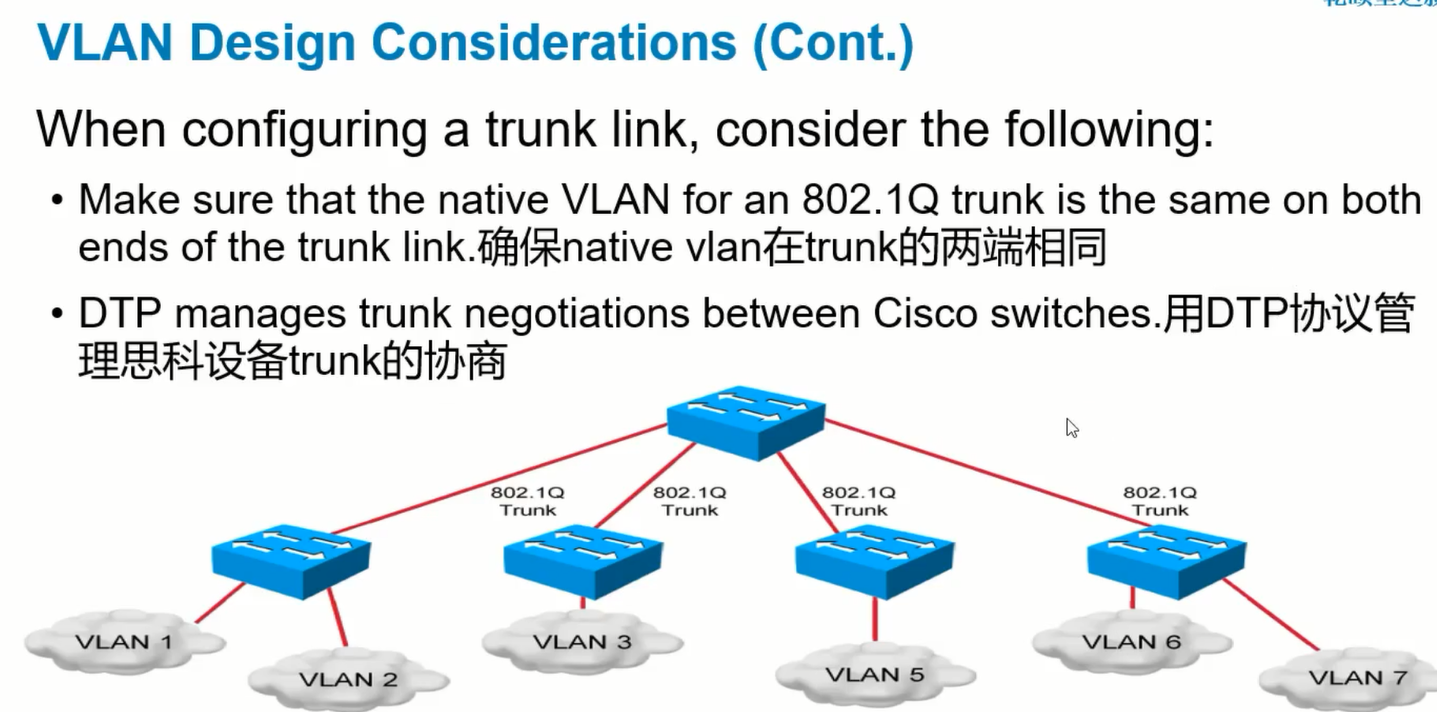 VLAN Design Considerations (Cont.)
When configuring a trunk link, consider the following:
• Make sure that the native VLAN for an 802.1Q trunk is the same on both
ends of the trunk link.确保native vlan在trunk的两端相同
• DTP manages trunk negotiations between Cisco switches.用DTP协议管
理思科设备trunk的协商
802.1Q
Trunk
802.1Q
Trunk
802.1Q
Trunk
802.1Q
Trunk
VLAN 1
VLAN 2
VLAN 3
VLAN 5
VLAN 6
VLAN 7